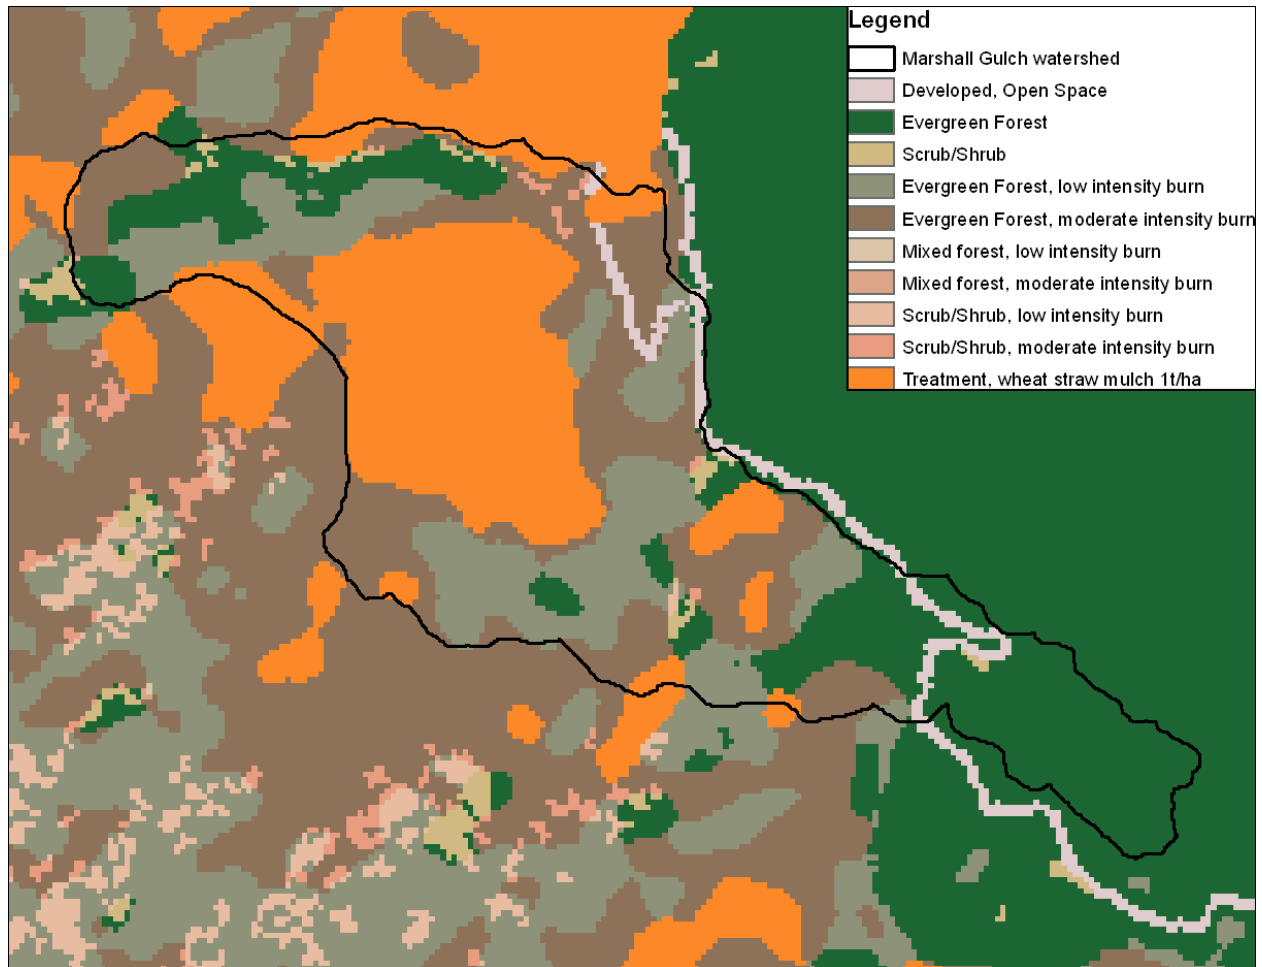 Legend
Marshall Gulch watershed
Developed, Open Space
Evergreen Forest
Scrub/Shrub
Evergreen Forest, low intensity burn
Evergreen Forest, moderate intensity burn
Mixed forest, low intensity burn
Mixed forest, moderate intensity burn
Scrub/Shrub, low intensity burn
Scrub/Shrub, moderate intensity burn
Treatment, wheat straw mulch 1t/ha